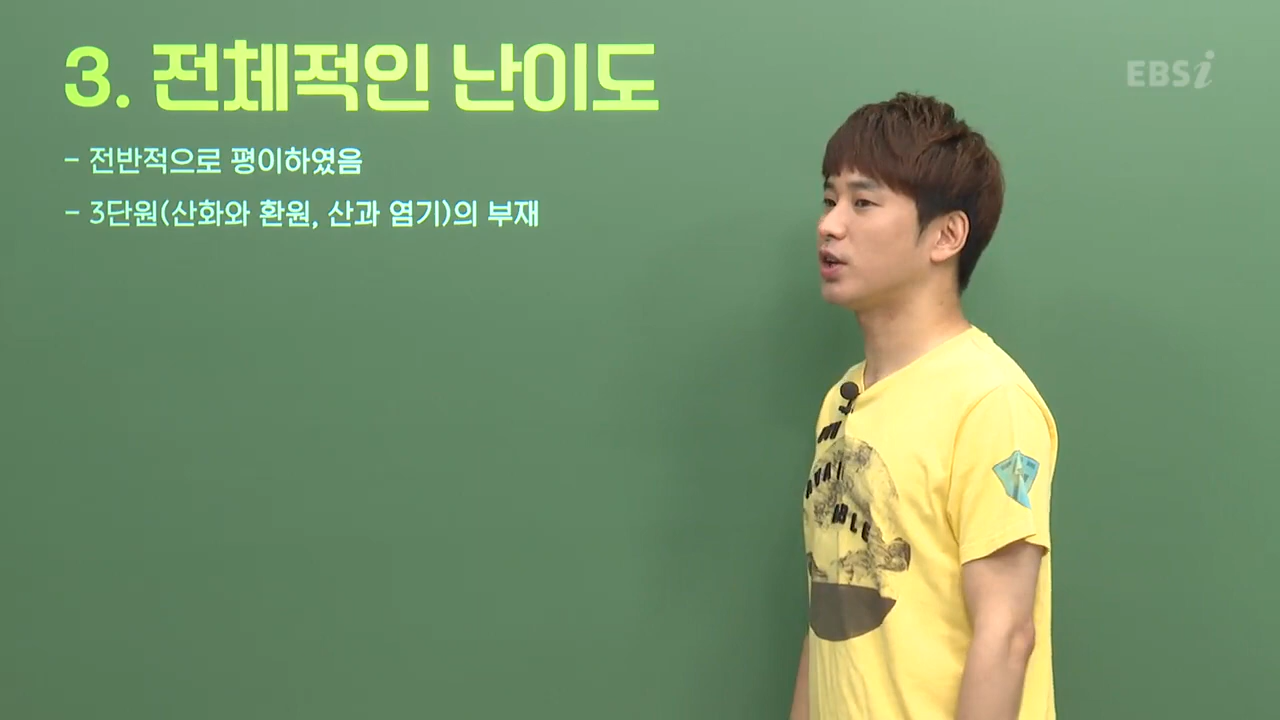 3. 전체적인 난이도
EBSi
- 전반적으로 평이하였음
- 3단원(산화와 환원, 산과 염기)의 부재